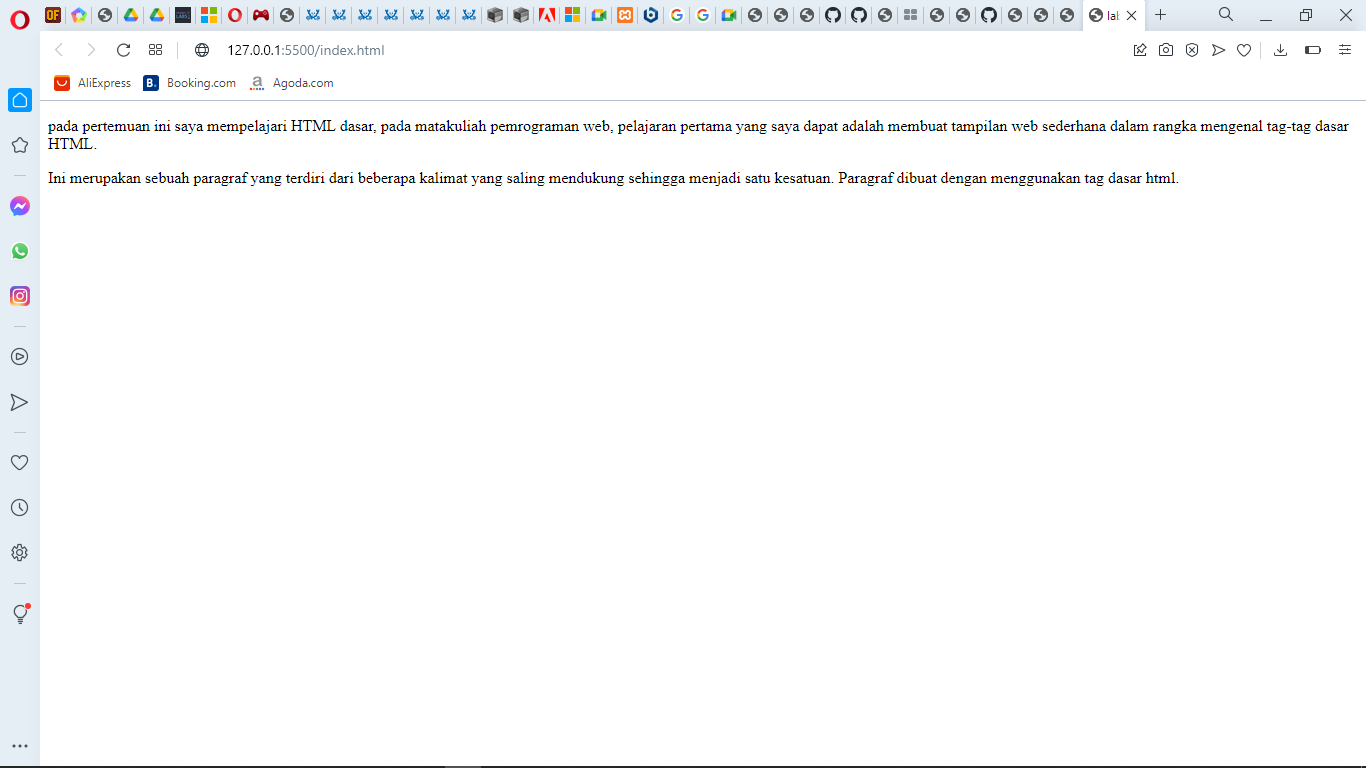 OF
lal
127.0.0.1:5500/index.html
AliExpress
B.
Booking.com
a
Agoda.com
pada pertemuan ini saya mempelajari HTML dasar, pada matakuliah pemrograman web, pelajaran pertama yang saya dapat adalah membuat tampilan web sederhana dalam rangka mengenal tag-tag dasar
HTML.
Ini merupakan sebuah paragraf yang terdiri dari beberapa kalimat yang saling mendukung sehingga menjadi satu kesatuan. Paragraf dibuat dengan menggunakan tag dasar html.